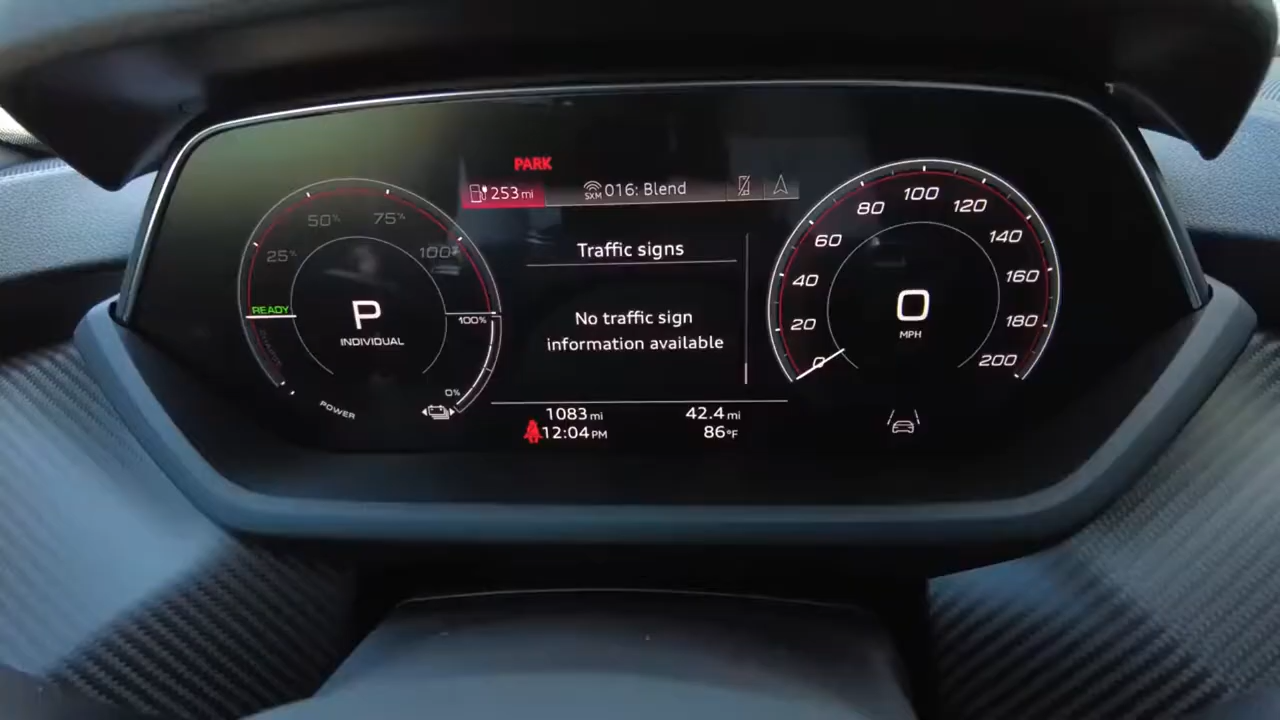 PARK
253 mi
SXM 016: Blend
Traffic signs
No traffic sign
information available
1083 mi
42.4 mi
12:04 PM
86°F
25%
50%
75%
100%
READY
CHARGE
P
INDIVIDUAL
100%
0%
POWER
0
20
40
60
80
100
120
140
160
180
200
0
MPH